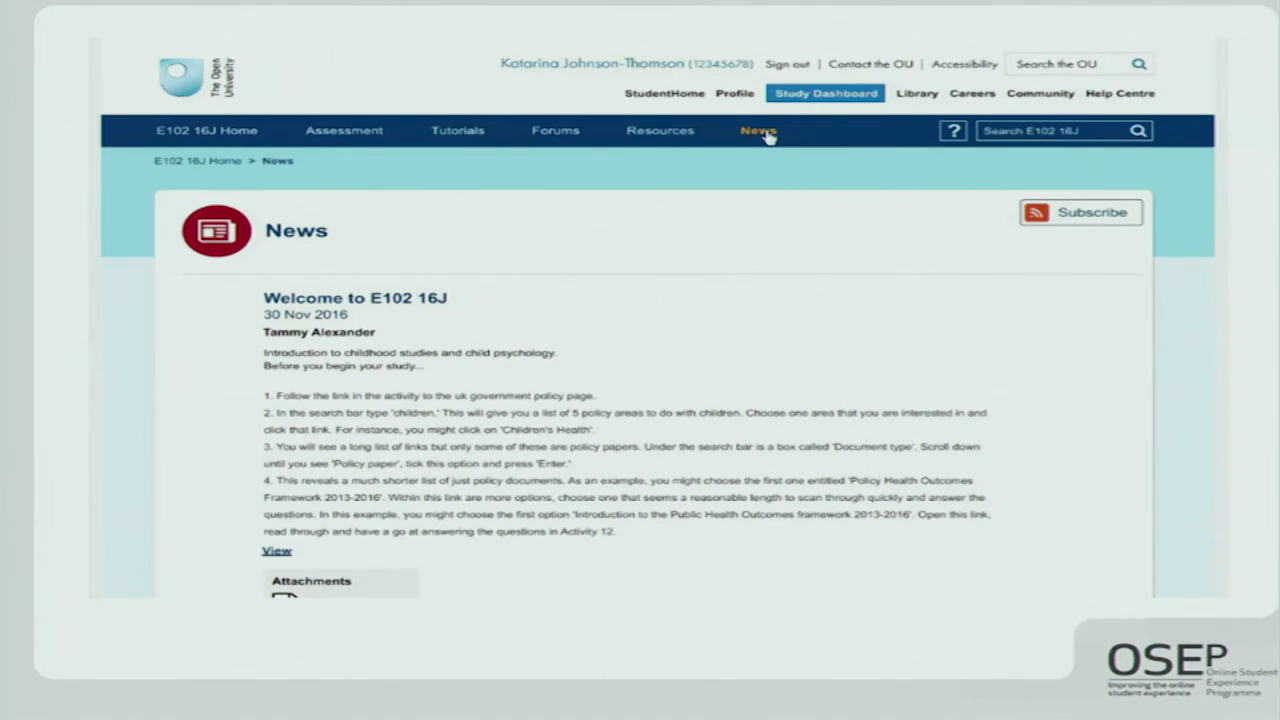 The Open
University
Katarina Johnson-Thomson (12345678) Sign out | Contact the OU | Accessibility Search the OU
StudentHome Profile Study Dashboard Library Careers Community Help Centre
E102 16J Home Assessment Tutorials Forums Resources News ? Search E102 16J
E102 16J Home > News
News
Subscribe
Welcome to E102 16J
30 Nov 2016
Tammy Alexander
Introduction to childhood studies and child psychology.
Before you begin your study...
1. Follow the link in the activity to the uk government policy page.
2. In the search bar type 'children.' This will give you a list of 5 policy areas to do with children. Choose one area that you are interested in and
click that link. For instance, you might click on 'Children's Health'.
3. You will see a long list of links but only some of these are policy papers. Under the search bar is a box called 'Document type'. Scroll down
until you see 'Policy paper', tick this option and press 'Enter.'
4. This reveals a much shorter list of just policy documents. As an example, you might choose the first one entitled 'Policy Health Outcomes
Framework 2013-2016'. Within this link are more options, choose one that seems a reasonable length to scan through quickly and answer the
questions. In this example, you might choose the first option 'Introduction to the Public Health Outcomes framework 2013-2016'. Open this link,
read through and have a go at answering the questions in Activity 12.
View
Attachments
OSEP
Improving the online
student experience
Online Student
Experience
Programme